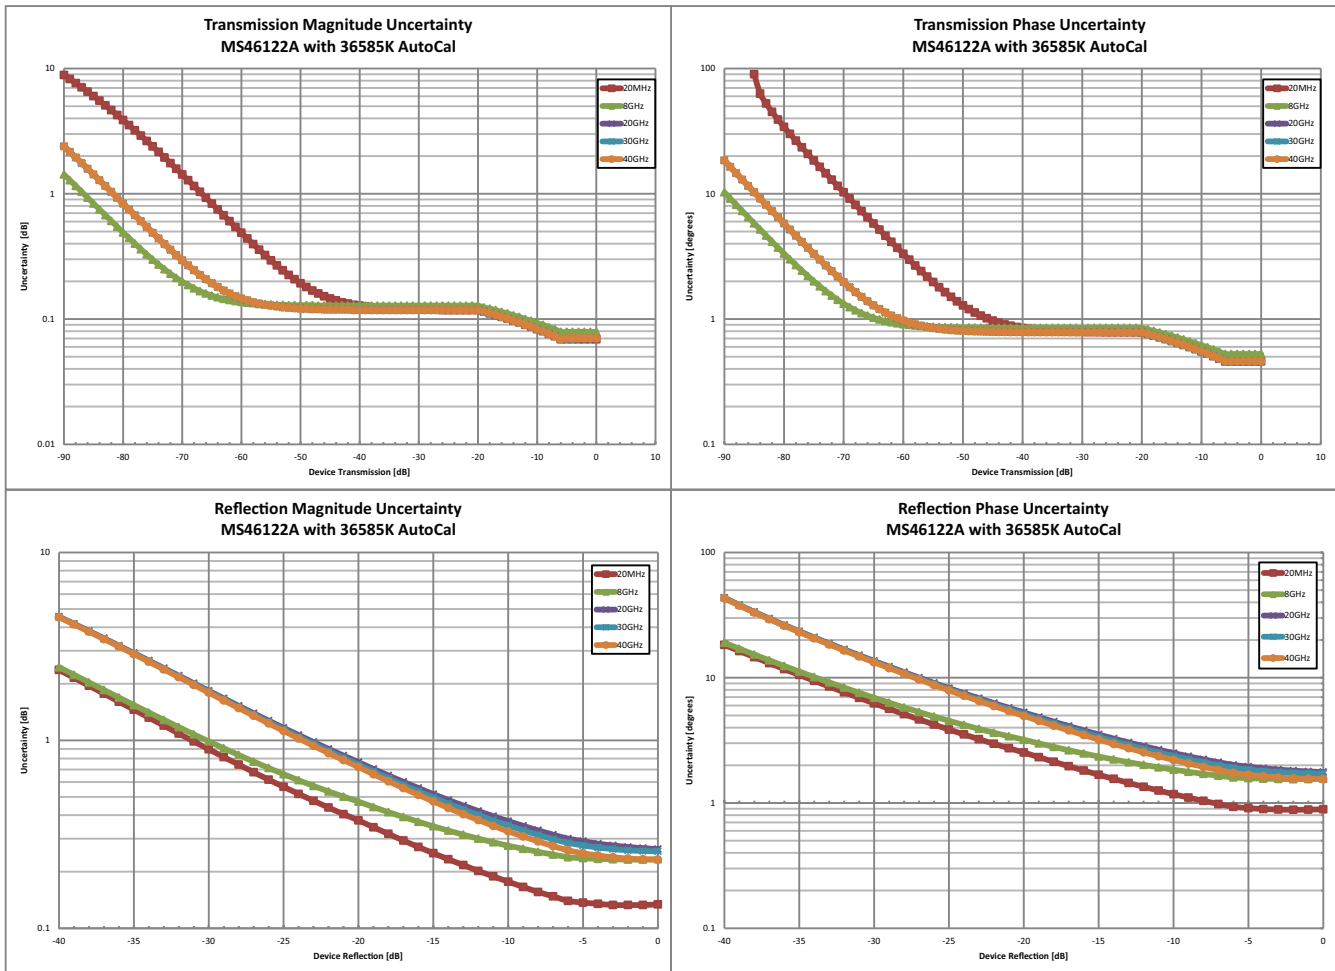 Transmission Magnitude Uncertainty
MS46122A with 36585K AutoCal
10
1
0.1
0.01
Uncertainty [dB]
-90 -80 -70 -60 -50 -40 -30 -20 -10 0 10
Device Transmission [dB]
20MHz
8GHz
20GHz
30GHz
40GHz
Transmission Phase Uncertainty
MS46122A with 36585K AutoCal
100
10
1
0.1
Uncertainty [degrees]
-90 -80 -70 -60 -50 -40 -30 -20 -10 0 10
Device Transmission [dB]
20MHz
8GHz
20GHz
30GHz
40GHz
Reflection Magnitude Uncertainty
MS46122A with 36585K AutoCal
10
1
0.1
Uncertainty [dB]
-40 -35 -30 -25 -20 -15 -10 -5 0
Device Reflection [dB]
20MHz
8GHz
20GHz
30GHz
40GHz
Reflection Phase Uncertainty
MS46122A with 36585K AutoCal
100
10
1
0.1
Uncertainty [degrees]
-40 -35 -30 -25 -20 -15 -10 -5 0
Device Reflection [dB]
20MHz
8GHz
20GHz
30GHz
40GHz